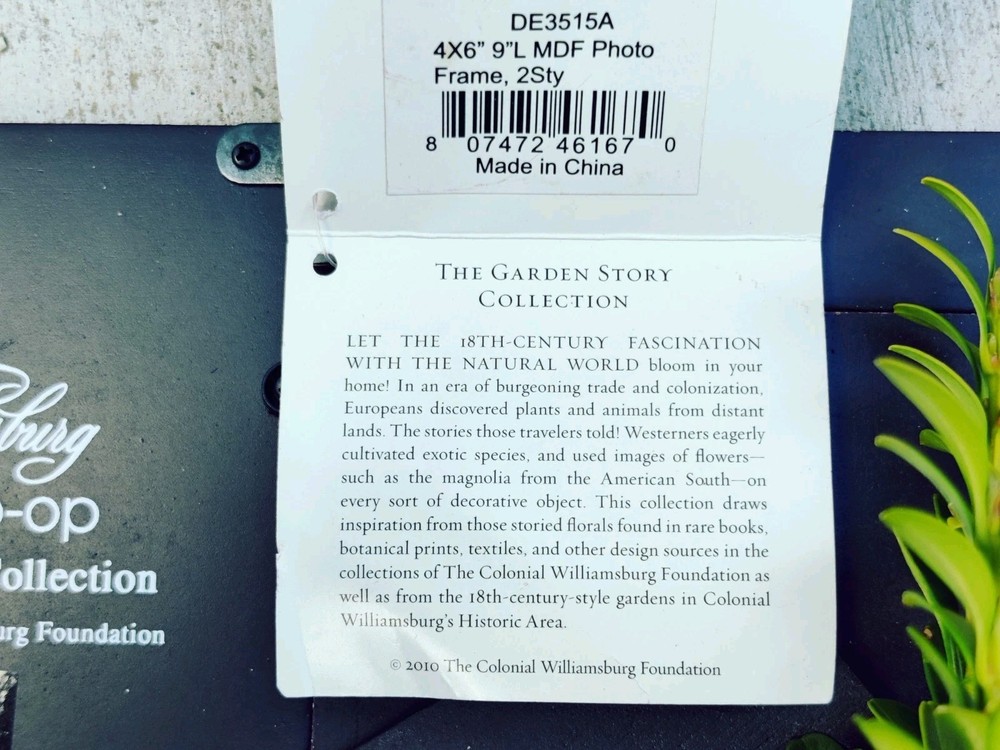 DE3515A
4X6” 9”L MDF Photo
Frame, 2Sty
8 07472 46167 0
Made in China
THE GARDEN STORY
COLLECTION
LET THE 18TH-CENTURY FASCINATION
WITH THE NATURAL WORLD bloom in your
home! In an era of burgeoning trade and colonization,
Europeans discovered plants and animals from distant
lands. The stories those travelers told! Westerners eagerly
cultivated exotic species, and used images of flowers—
such as the magnolia from the American South—on
every sort of decorative object. This collection draws
inspiration from those storied florals found in rare books,
botanical prints, textiles, and other design sources in the
collections of The Colonial Williamsburg Foundation as
well as from the 18th-century-style gardens in Colonial
Williamsburg's Historic Area.
© 2010 The Colonial Williamsburg Foundation
burg
-op
ollection
urg Foundation